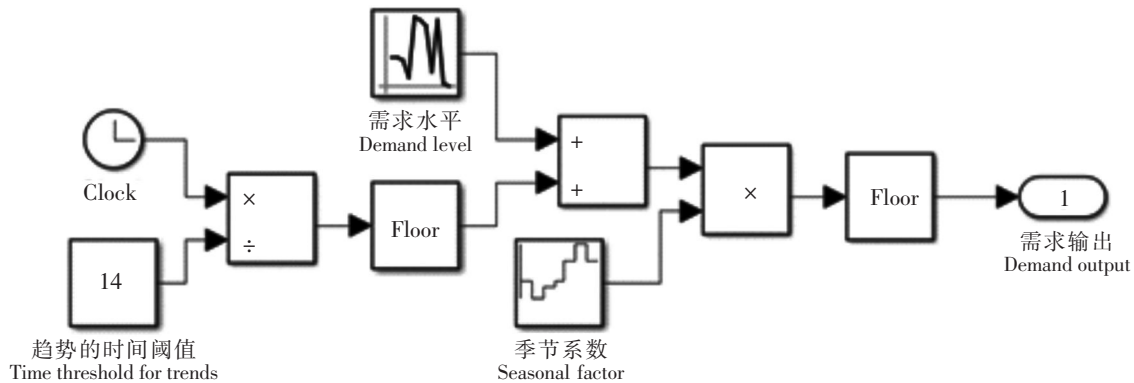 需求水平
Demand level
Clock
×
÷
14
趋势的时间阈值
Time threshold for trends
Floor
+
+
季节系数
Seasonal factor
×
Floor
1
需求输出
Demand output